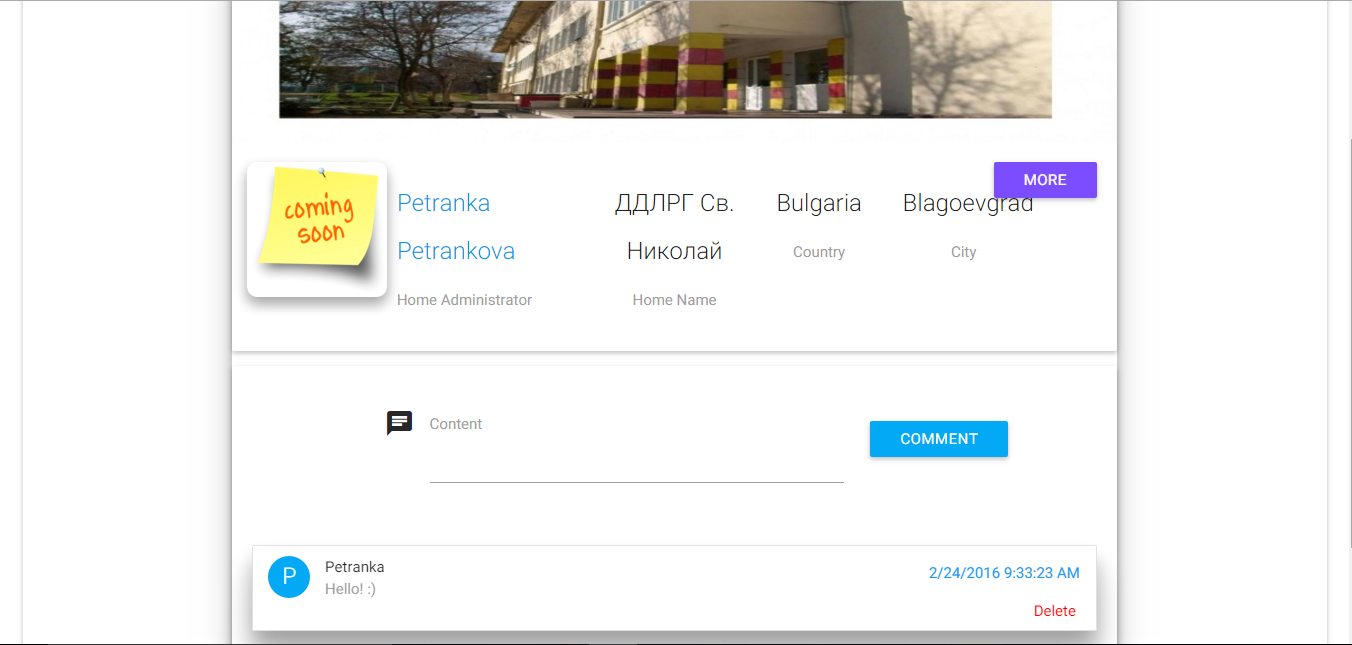 coming
soon
MORE
Petranka
Petrankova
Home Administrator
ДДЛРГ Св.
Николай
Home Name
Bulgaria
Country
Blagoevgrad
City
Content
COMMENT
P
Petranka
Hello! :)
2/24/2016 9:33:23 AM
Delete